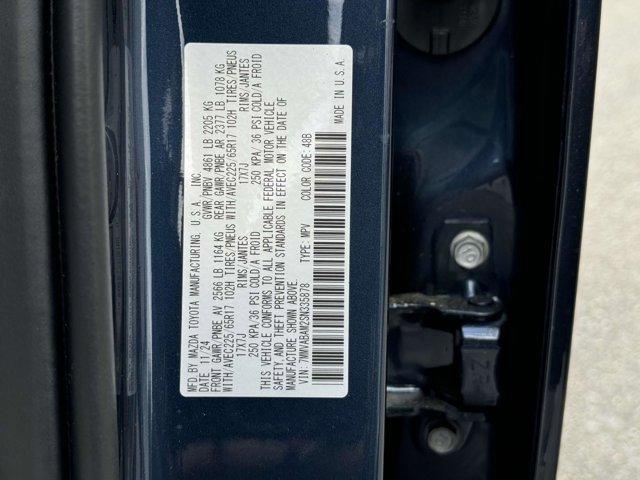 MFD. BY MAZDA TOYOTA MANUFACTURING, U.S.A., INC.
DATE: 11/24 GVWR/PNBV 4861 LB 2205 KG
FRONT GAWR/PNBE AV 2566 LB 1164 KG REAR GAWR/PNBE AR 2377 LB 1078 KG
WITH/AVEC225/65R17 102H TIRES/PNEUS WITH/AVEC225/65R17 102H TIRES/PNEUS
17X7J RIMS/JANTES 17X7J RIMS/JANTES
250 KPA/36 PSI COLD/A FROID 250 KPA/ 36 PSI COLD/A FROID
THIS VEHICLE CONFORMS TO ALL APPLICABLE FEDERAL MOTOR VEHICLE
SAFETY AND THEFT PREVENTION STANDARDS IN EFFECT ON THE DATE OF
MANUFACTURE SHOWN ABOVE.
VIN: 7MMVABAM2SN335878 TYPE: MPV COLOR CODE: 48B MADE IN U.S.A.